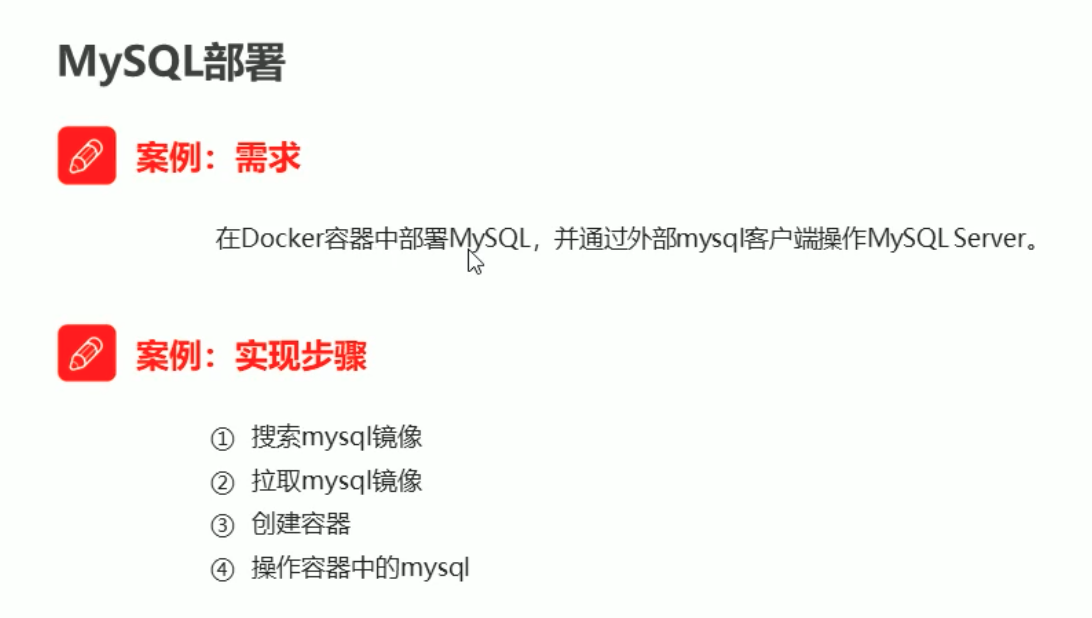 MySQL部署
案例：需求
在Docker容器中部署MySQL，并通过外部mysql客户端操作MySQL Server。
案例：实现步骤
① 搜索mysql镜像
② 拉取mysql镜像
③ 创建容器
④ 操作容器中的mysql